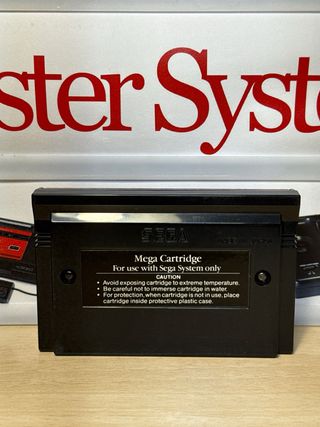 ster System
SEGA
Mega Cartridge
For use with Sega System only
CAUTION
• Avoid exposing cartridge to extreme temperature.
• Be careful not to immerse cartridge in water.
• For protection, when cartridge is not in use, place
cartridge inside protective plastic case.